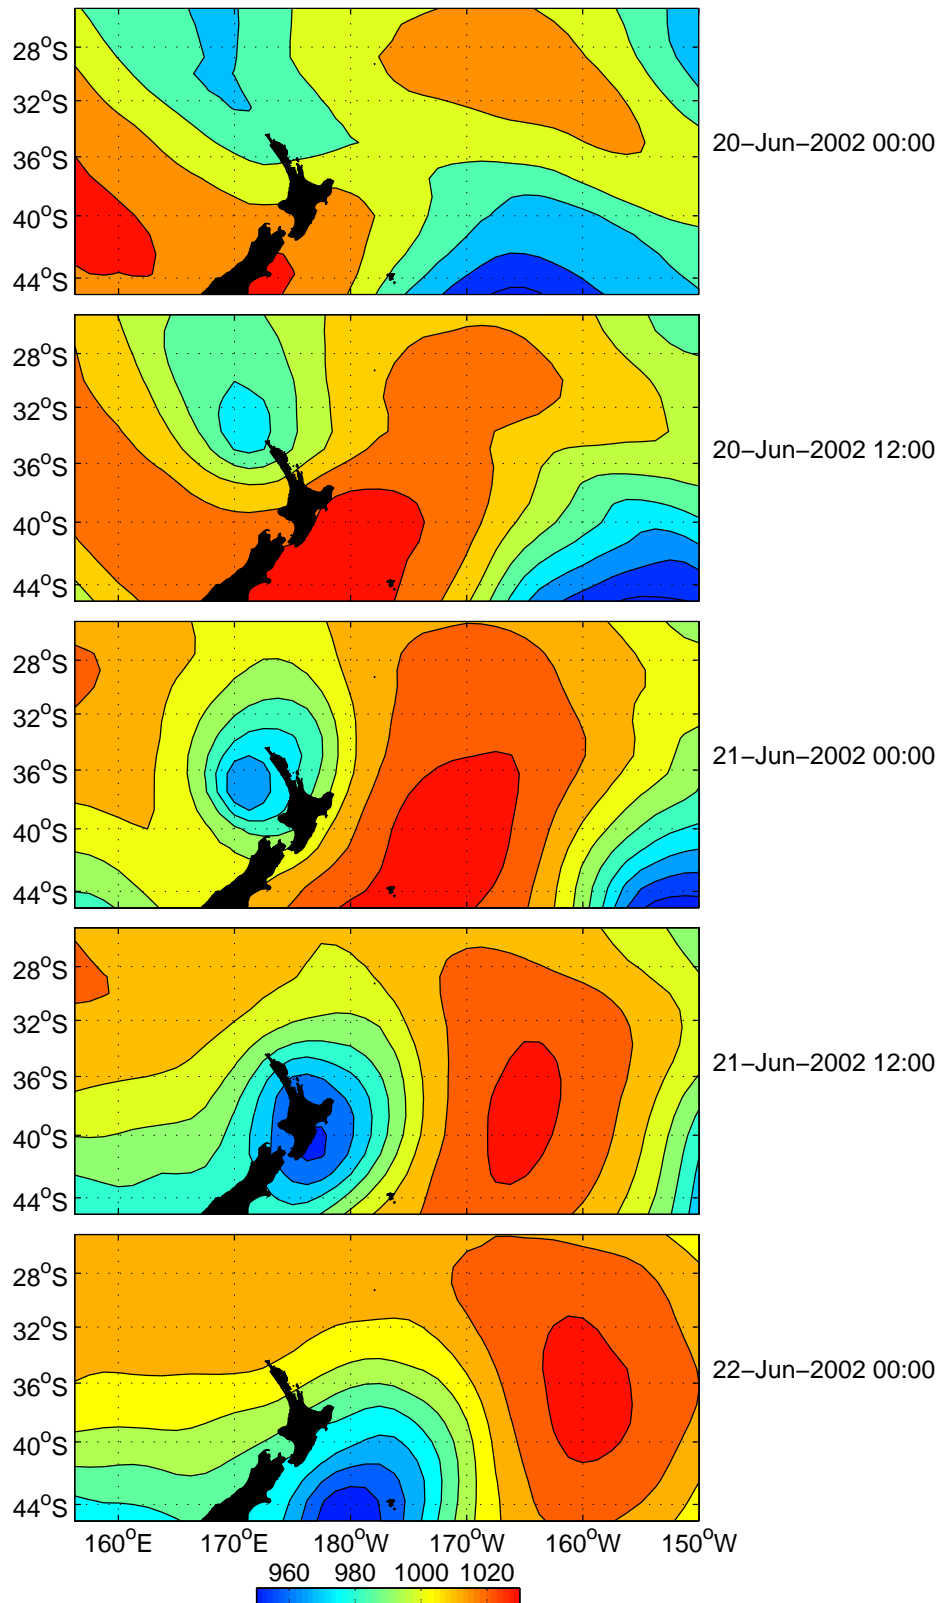 28°S
32°S
36°S
40°S
44°S
20−Jun−2002 00:00
28°S
32°S
36°S
40°S
44°S
20−Jun−2002 12:00
28°S
32°S
36°S
40°S
44°S
21−Jun−2002 00:00
28°S
32°S
36°S
40°S
44°S
21−Jun−2002 12:00
28°S
32°S
36°S
40°S
44°S
22−Jun−2002 00:00
160°E 170°E 180°W 170°W 160°W 150°W
960 980 1000 1020